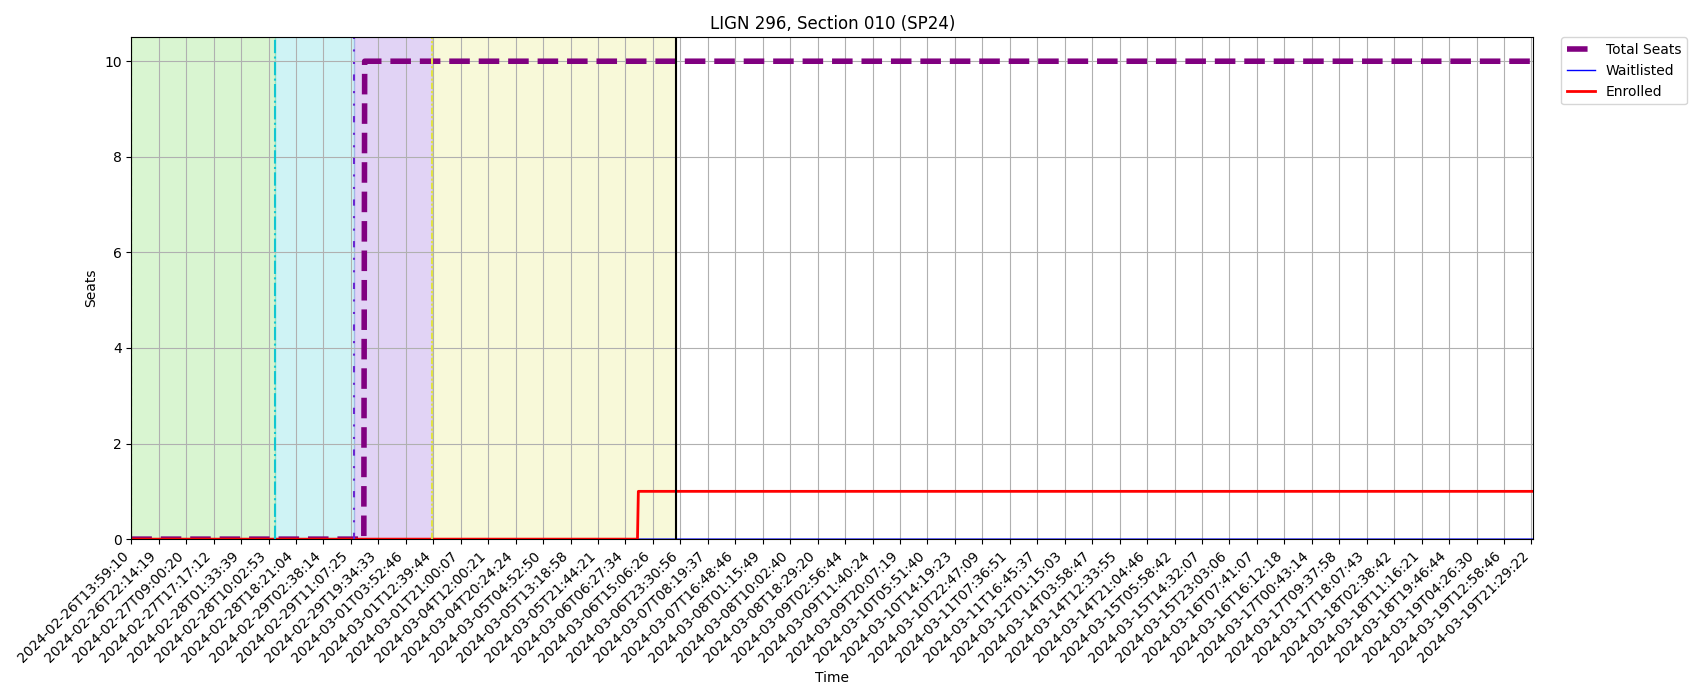 LIGN 296, Section 010 (SP24)
Total Seats
Waitlisted
Enrolled
10
8
6
4
2
0
Seats
2024-02-26T13:59:10
2024-02-26T22:14:19
2024-02-27T09:00:20
2024-02-27T17:17:12
2024-02-28T01:33:39
2024-02-28T10:02:53
2024-02-28T18:21:04
2024-02-29T02:38:14
2024-02-29T11:07:25
2024-02-29T19:34:33
2024-03-01T03:52:46
2024-03-01T12:39:44
2024-03-01T21:00:07
2024-03-04T12:00:21
2024-03-04T20:24:24
2024-03-05T04:52:50
2024-03-05T13:18:58
2024-03-05T21:44:21
2024-03-06T06:27:34
2024-03-06T15:06:26
2024-03-06T23:30:56
2024-03-07T08:19:37
2024-03-07T16:48:46
2024-03-08T01:15:49
2024-03-08T10:02:40
2024-03-08T18:29:20
2024-03-09T02:56:44
2024-03-09T11:40:24
2024-03-09T20:07:19
2024-03-10T05:51:40
2024-03-10T14:19:23
2024-03-10T22:47:09
2024-03-11T07:36:51
2024-03-11T16:45:37
2024-03-12T01:15:03
2024-03-14T03:58:47
2024-03-14T12:33:55
2024-03-14T21:04:46
2024-03-15T05:58:42
2024-03-15T14:32:07
2024-03-15T23:03:06
2024-03-16T07:41:07
2024-03-16T16:12:18
2024-03-17T00:43:14
2024-03-17T09:37:58
2024-03-17T18:07:43
2024-03-18T02:38:42
2024-03-18T11:16:21
2024-03-18T19:46:44
2024-03-19T04:26:30
2024-03-19T12:58:46
2024-03-19T21:29:22
Time